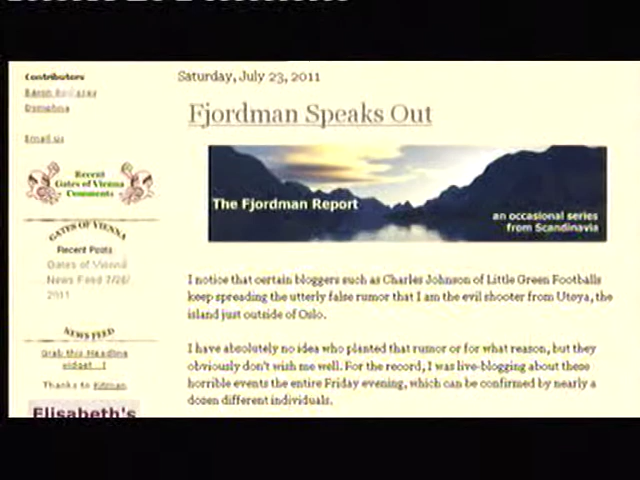 Contributors
Baron
Dymphna
Email us
Recent
Gates of Vienna
Comments
GATES OF VIENNA
Recent Posts
Gates of Vienna
News Feed 7/26/
2011
NEWS FEED
Grab this Headline
Thanks to
Elisabeth's
Saturday, July 23, 2011
Fjordman Speaks Out
The Fjordman Report
an occasional series
from Scandinavia
I notice that certain bloggers such as Charles Johnson of Little Green Footballs
keep spreading the utterly false rumor that I am the evil shooter from Utøya, the
island just outside of Oslo.
I have absolutely no idea who planted that rumor or for what reason, but they
obviously don't wish me well. For the record, I was live-blogging about these
horrible events the entire Friday evening, which can be confirmed by nearly a
dozen different individuals.